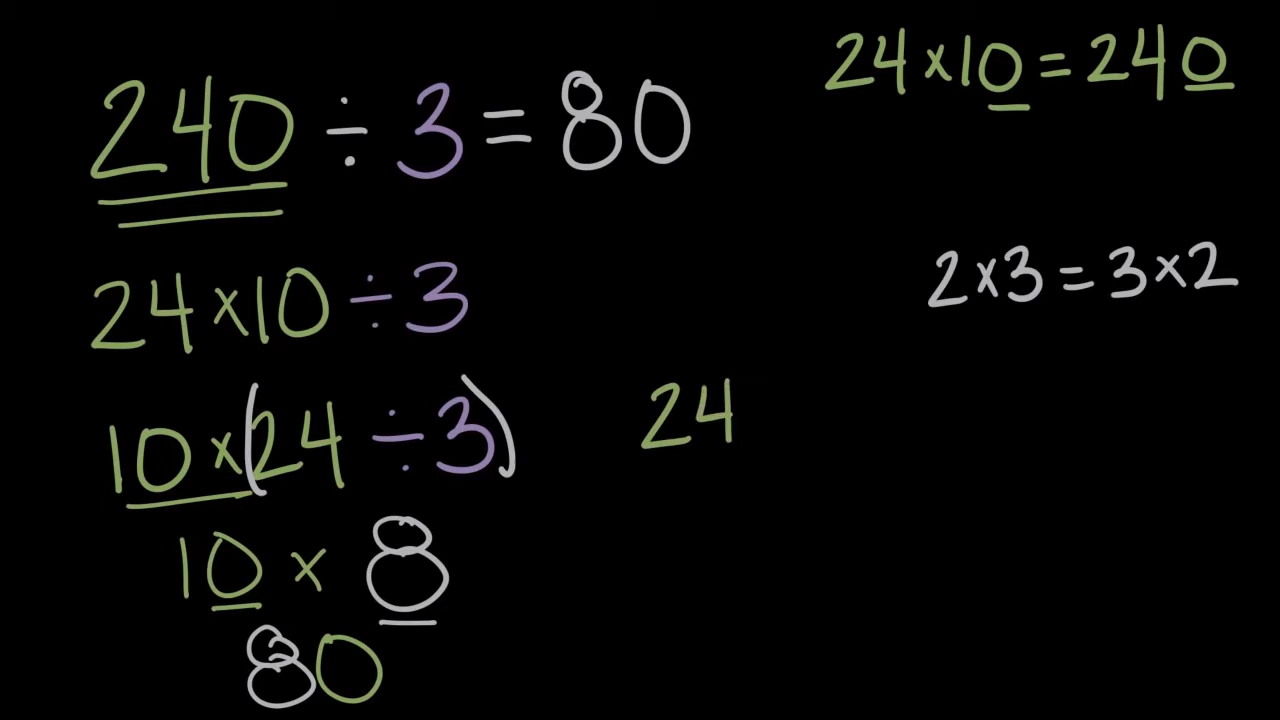 240 ÷ 3 = 80
24 × 10 = 240
24 × 10 ÷ 3
2 × 3 = 3 × 2
10 × (24 ÷ 3)
24
10 × 8
80